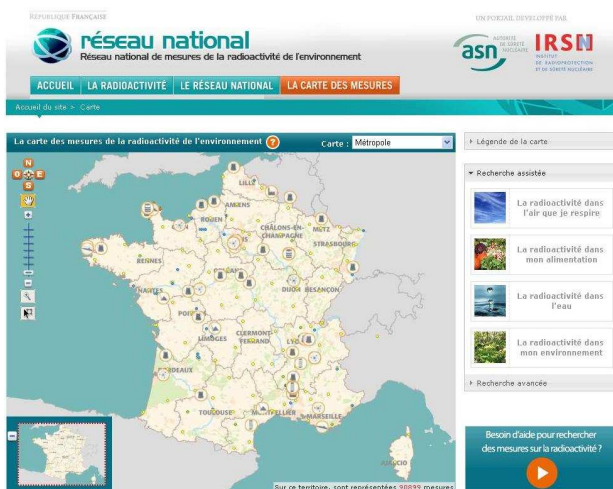 RÉPUBLIQUE FRANÇAISE
UN PORTAIL DÉVELOPPÉ PAR
réseau national
Réseau national de mesures de la radioactivité de l'environnement
asn
AUTORITÉ
DE SÛRETÉ
NUCLÉAIRE
IRSN
INSTITUT
DE RADIOPROTECTION
ET DE SÛRETÉ NUCLÉAIRE
ACCUEIL
LA RADIOACTIVITÉ
LE RÉSEAU NATIONAL
LA CARTE DES MESURES
Accueil du site > Carte
La carte des mesures de la radioactivité de l'environnement ?
Carte : Métropole
N
O
E
S
LILLE
AMIENS
ROUEN
CHÂLONS-EN-
CHAMPAGNE
METZ
STRASBOURG
RENNES
NANTES
DIJON
BESANÇON
LIMOGES
CLERMONT-
FERRAND
TOULOUSE
MONTPELLIER
MARSEILLE
Sur ce territoire, sont représentées 90899 mesures
Légende de la carte
Recherche assistée
La radioactivité dans
l'air que je respire
La radioactivité dans
mon alimentation
La radioactivité dans
l'eau
La radioactivité dans
mon environnement
Recherche avancée
Besoin d'aide pour rechercher
des mesures sur la radioactivité ?